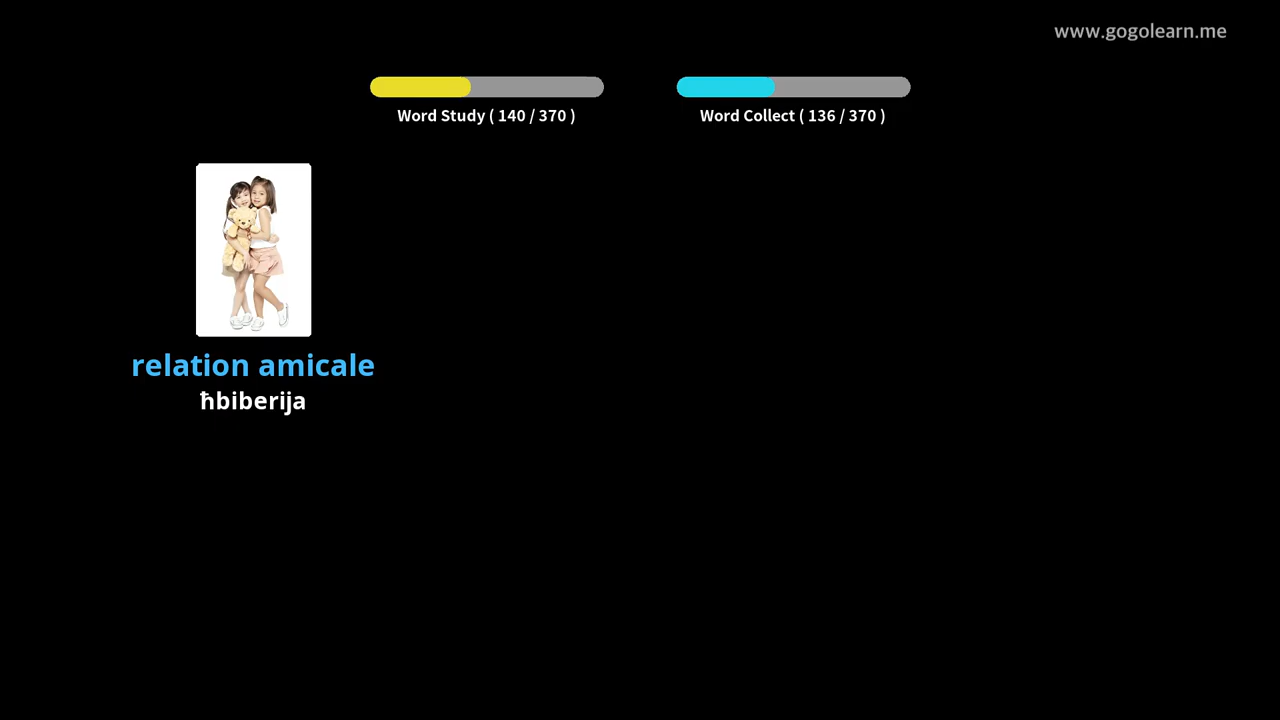 www.gogolearn.me
Word Study ( 140 / 370 )
Word Collect ( 136 / 370 )
relation amicale
ħbiberija